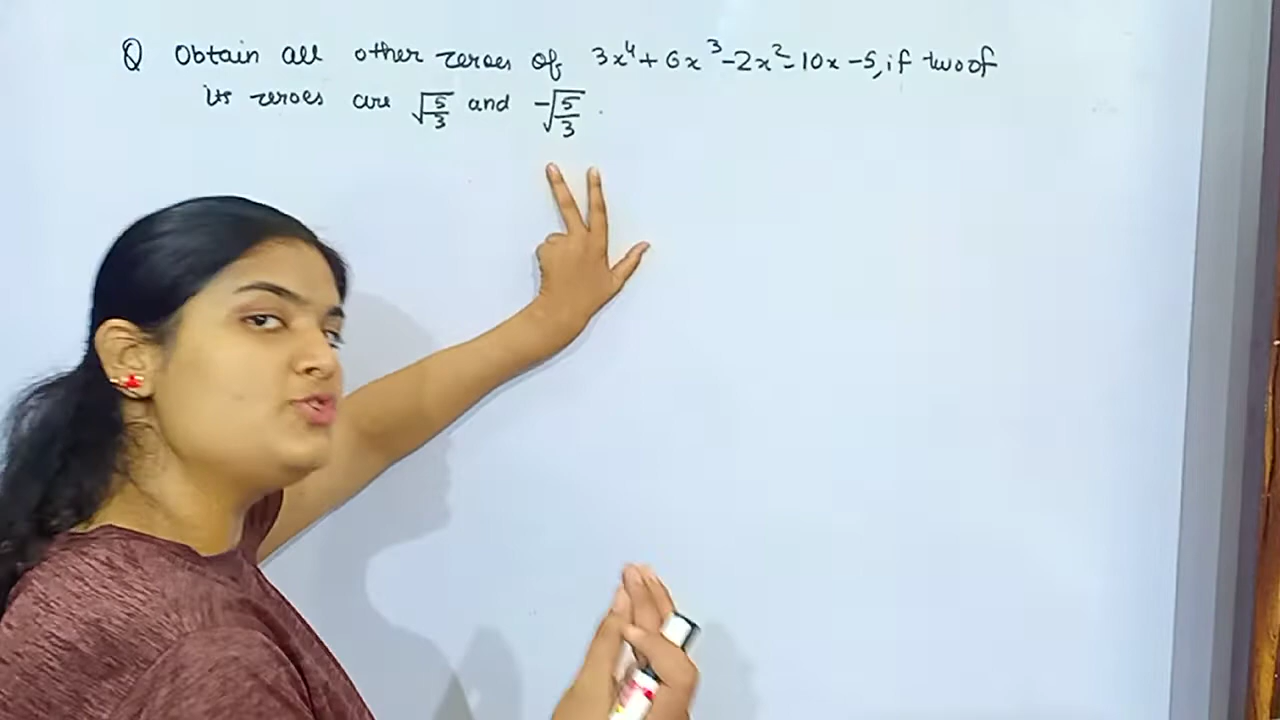 Q Obtain all other zeroes of 3x⁴+6x³-2x²-10x-5, if two of
its zeroes are √5/3 and -√5/3.